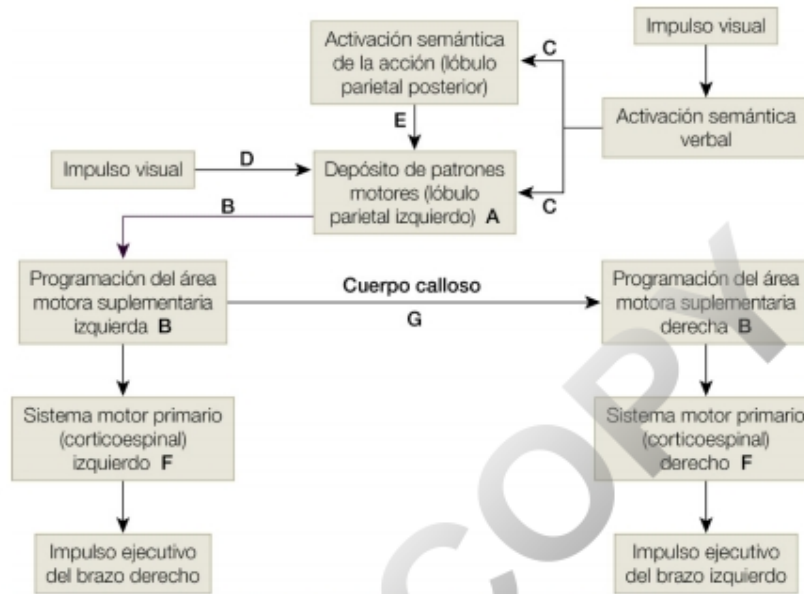 Activación semántica
de la acción (lóbulo
parietal posterior)
C
Impulso visual
E
Activación semántica
verbal
Impulso visual
D
Depósito de patrones
motores (lóbulo
parietal izquierdo) A
C
B
Programación del área
motora suplementaria
izquierda B
Cuerpo calloso
G
Programación del área
motora suplementaria
derecha B
Sistema motor primario
(corticoespinal)
izquierdo F
Sistema motor primario
(corticoespinal)
derecho F
Impulso ejecutivo
del brazo derecho
Impulso ejecutivo
del brazo izquierdo
COPY